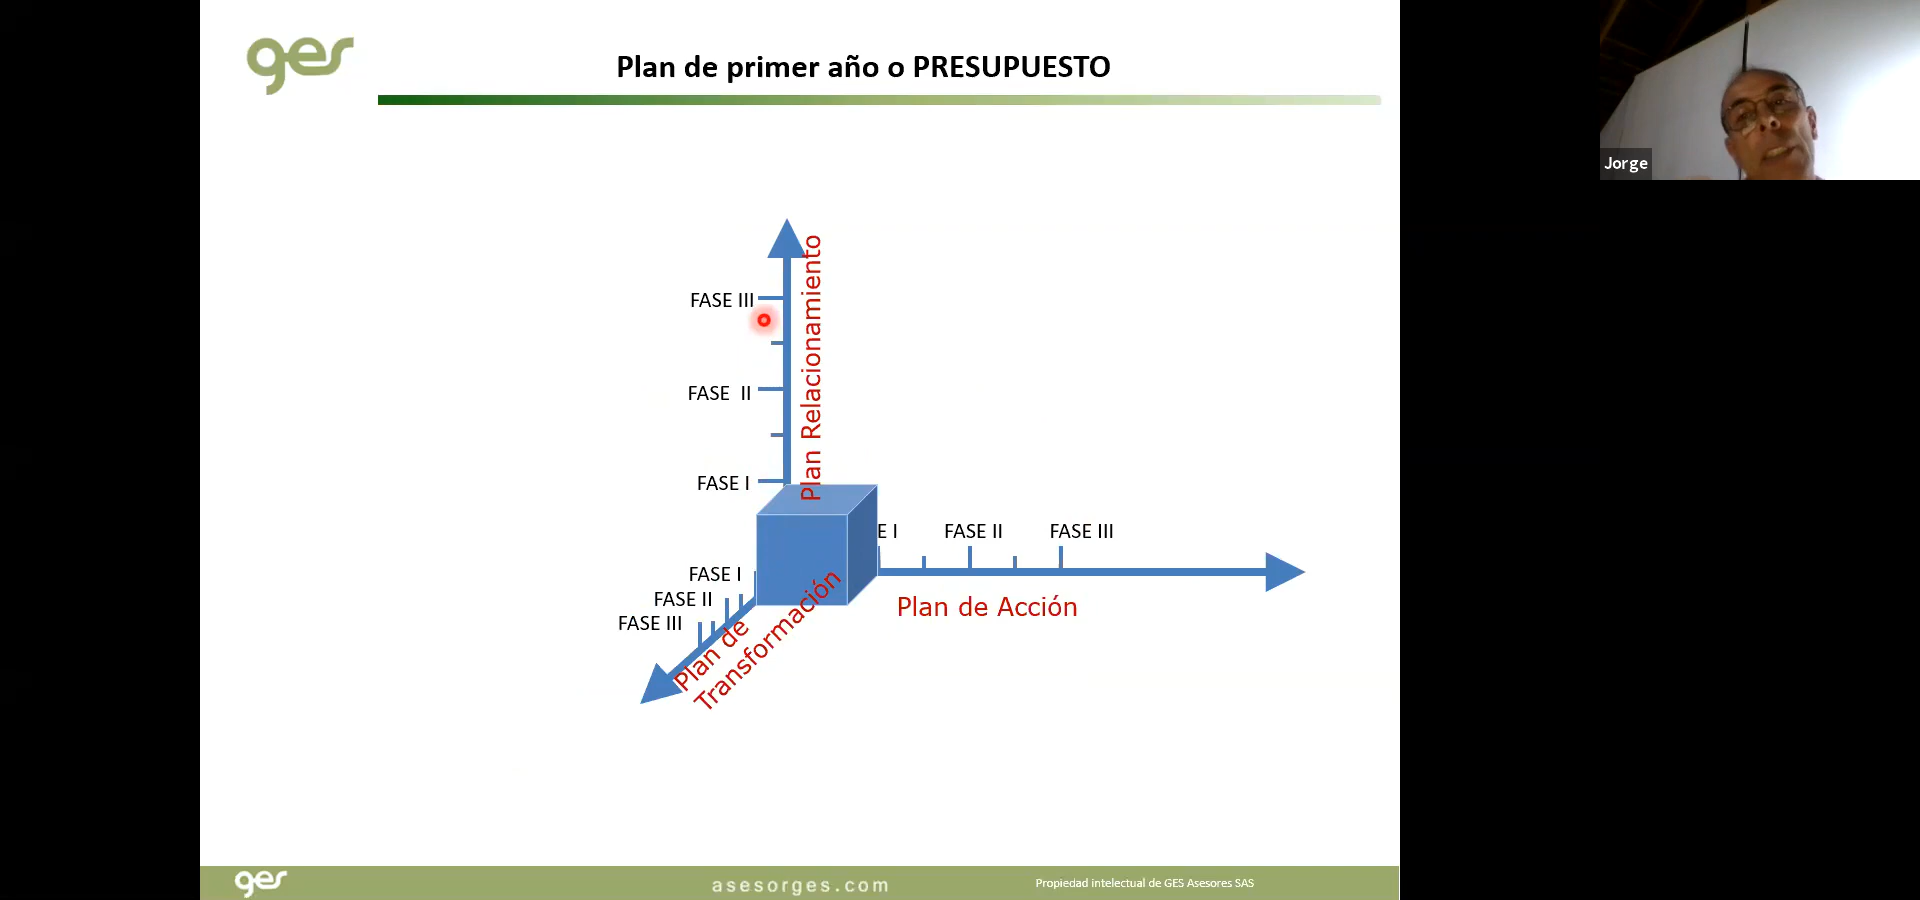 ges
Plan de primer año o PRESUPUESTO
Jorge
Plan Relacionamiento
FASE III
FASE II
FASE I
E I
FASE II
FASE III
Plan de Acción
FASE I
FASE II
FASE III
Plan de
Transformación
ges
asesorges.com
Propiedad intelectual de GES Asesores SAS